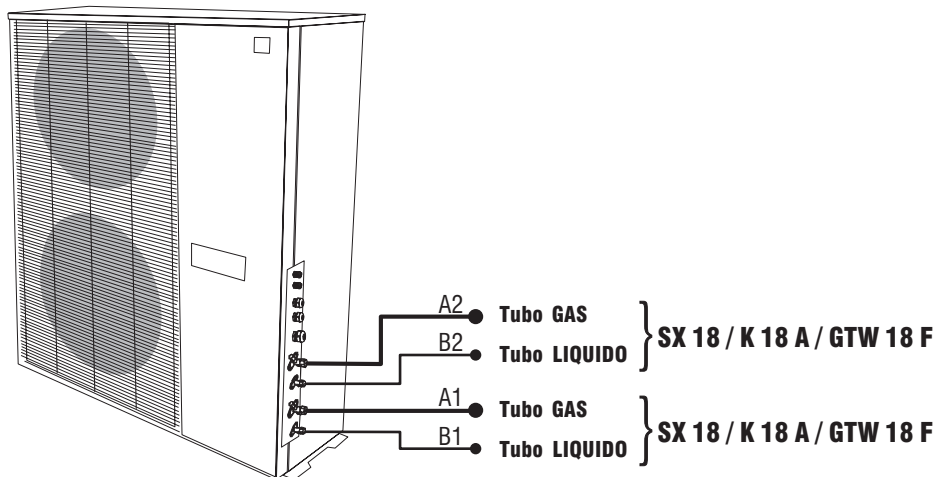 A2 Tubo GAS
B2 Tubo LIQUIDO
SX 18 / K 18 A / GTW 18 F
A1 Tubo GAS
B1 Tubo LIQUIDO
SX 18 / K 18 A / GTW 18 F